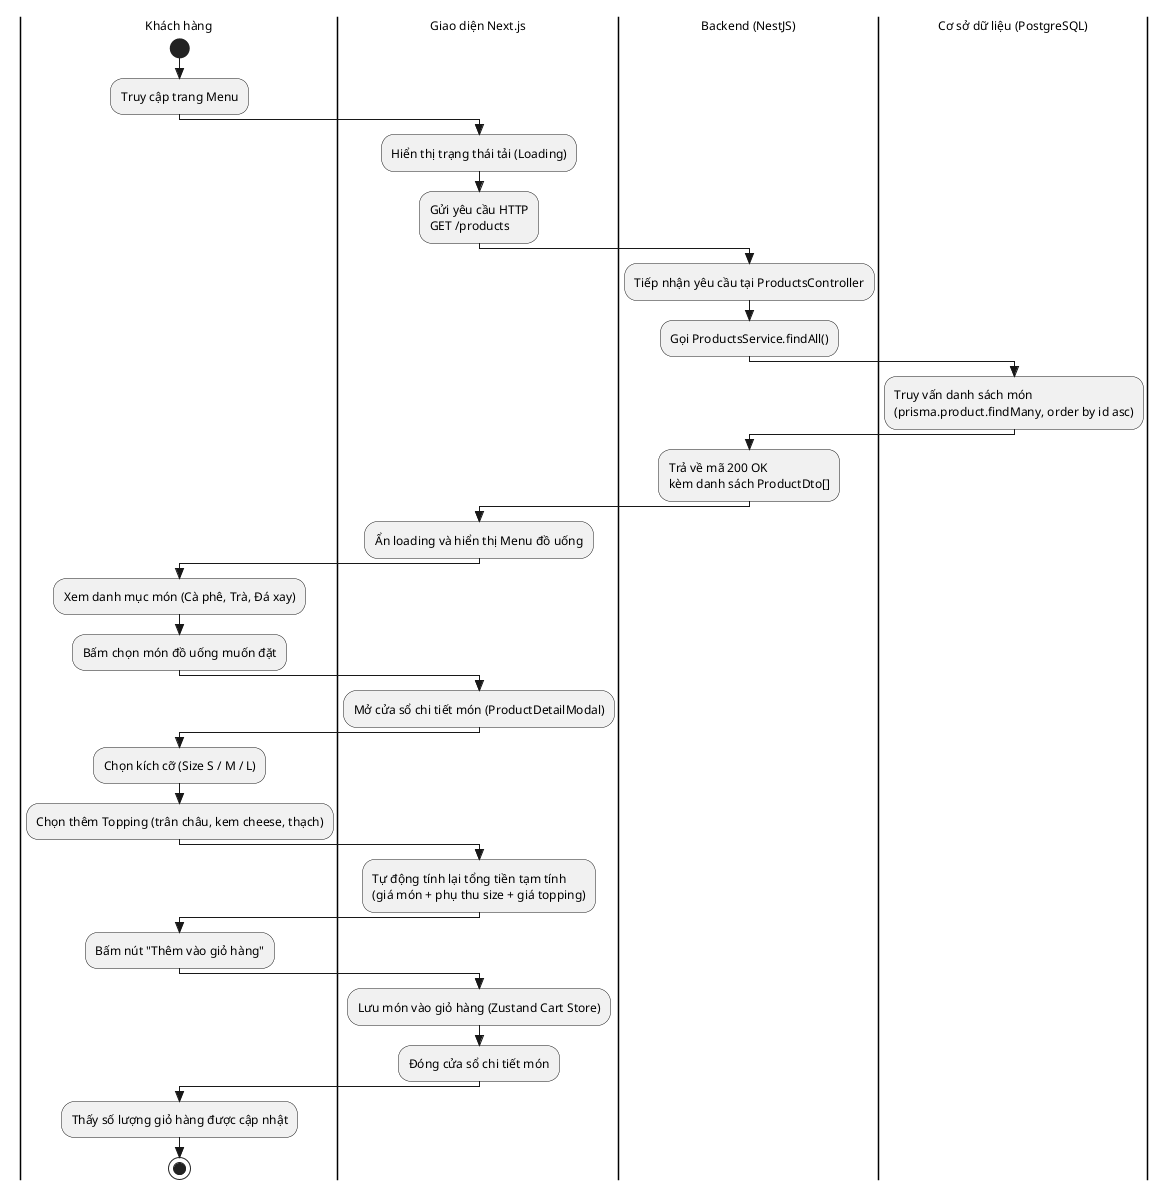 Khách hàng
Giao diện Next.js
Backend (NestJS)
Cơ sở dữ liệu (PostgreSQL)
Truy cập trang Menu
Hiển thị trạng thái tải (Loading)
Gửi yêu cầu HTTP
GET /products
Tiếp nhận yêu cầu tại ProductsController
Gọi ProductsService.findAll()
Truy vấn danh sách món
(prisma.product.findMany, order by id asc)
Trả về mã 200 OK
kèm danh sách ProductDto[]
Ẩn loading và hiển thị Menu đồ uống
Xem danh mục món (Cà phê, Trà, Đá xay)
Bấm chọn món đồ uống muốn đặt
Mở cửa sổ chi tiết món (ProductDetailModal)
Chọn kích cỡ (Size S / M / L)
Chọn thêm Topping (trân châu, kem cheese, thạch)
Tự động tính lại tổng tiền tạm tính
(giá món + phụ thu size + giá topping)
Bấm nút "Thêm vào giỏ hàng"
Lưu món vào giỏ hàng (Zustand Cart Store)
Đóng cửa sổ chi tiết món
Thấy số lượng giỏ hàng được cập nhật